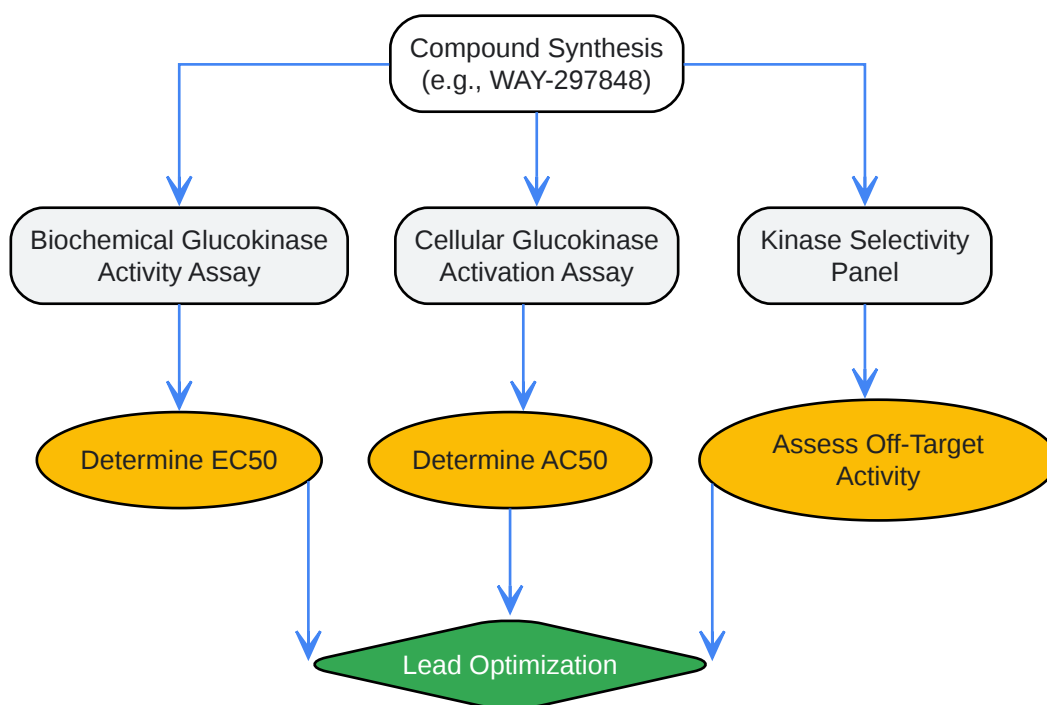 Compound Synthesis
(e.g., WAY-297848)
Biochemical Glucokinase
Activity Assay
Cellular Glucokinase
Activation Assay
Kinase Selectivity
Panel
Determine EC50
Determine AC50
Assess Off-Target
Activity
Lead Optimization